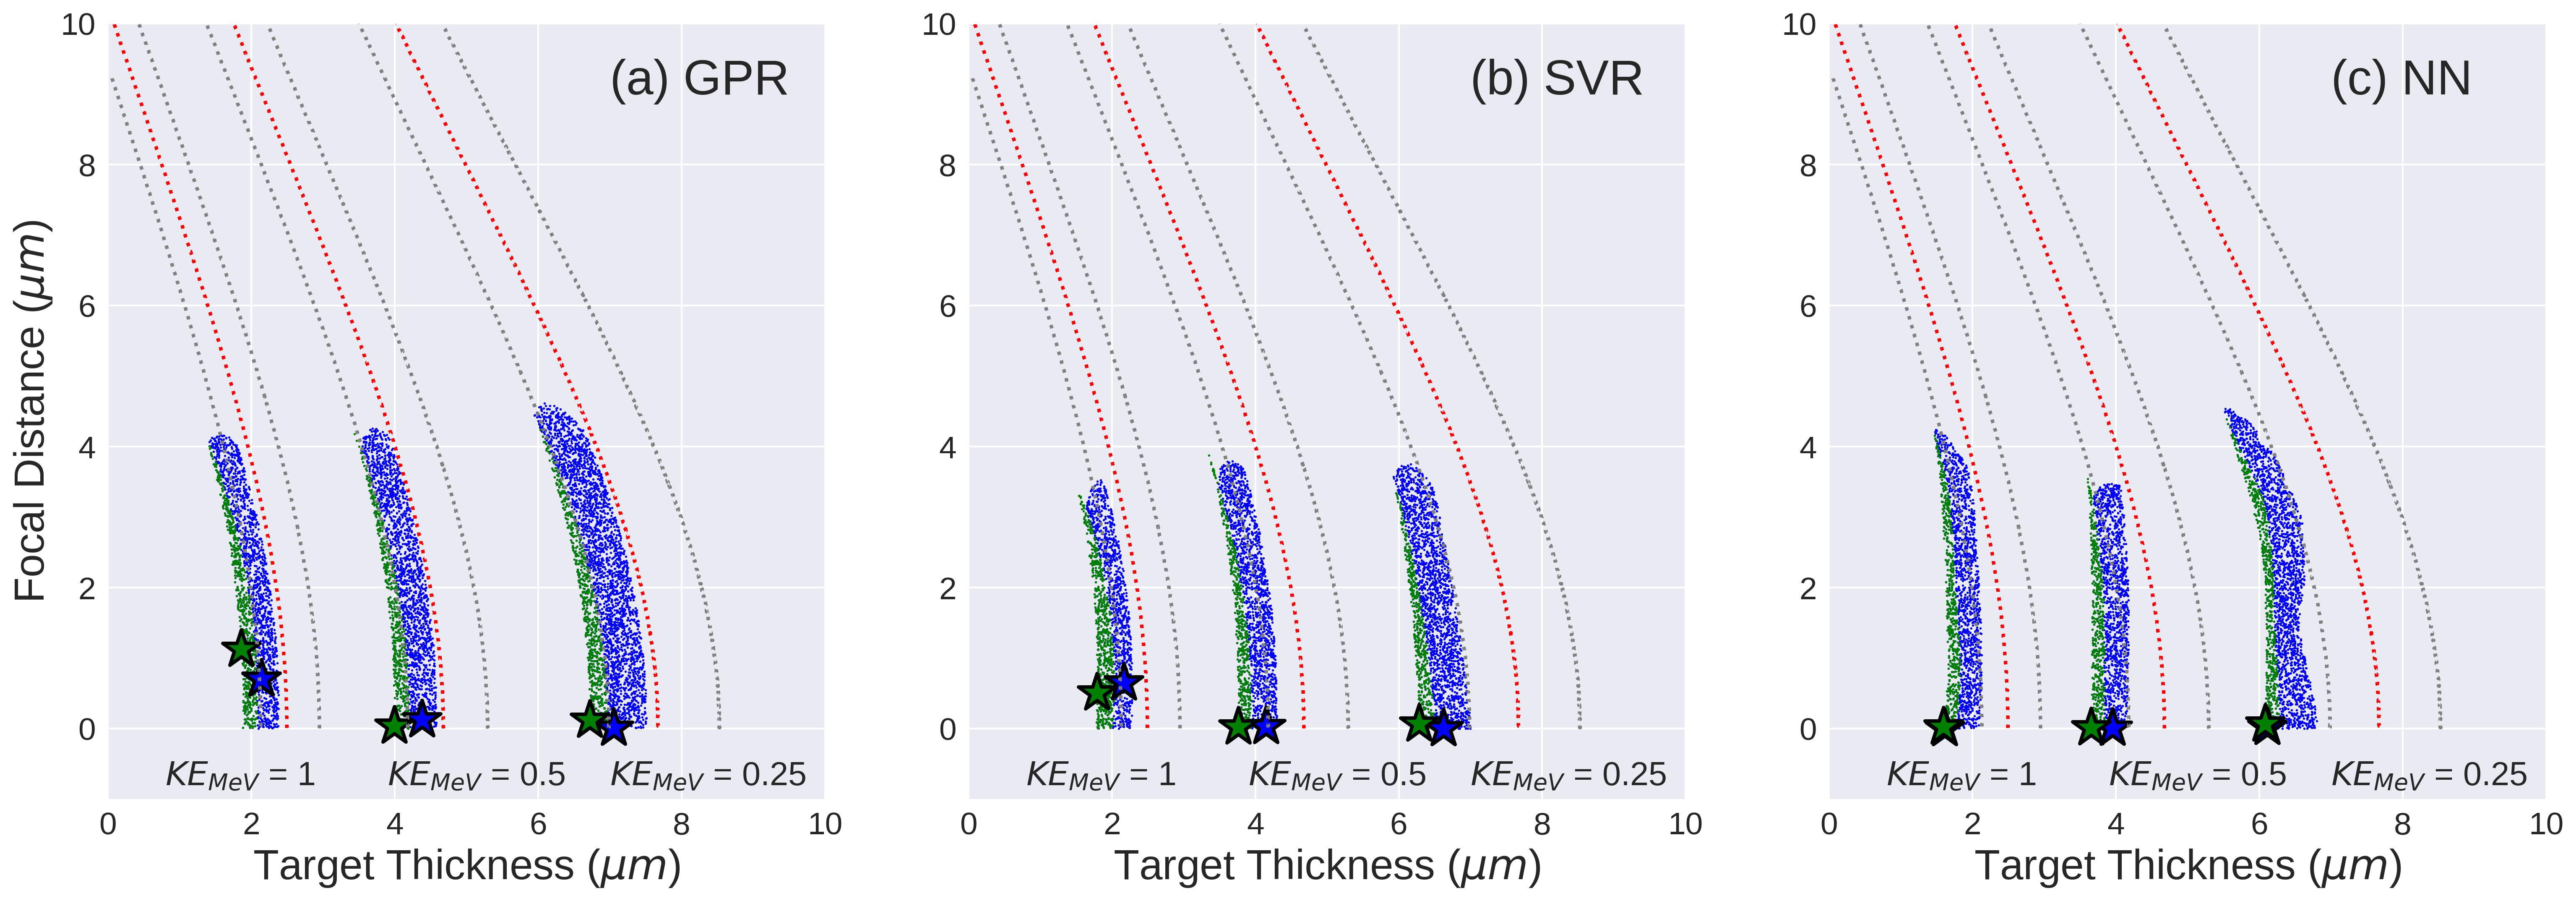 (a) GPR
Focal Distance (μm)
10
8
6
4
2
0
KE_MeV = 1
KE_MeV = 0.5
KE_MeV = 0.25
0 2 4 6 8 10
Target Thickness (μm)
(b) SVR
10
8
6
4
2
0
KE_MeV = 1
KE_MeV = 0.5
KE_MeV = 0.25
0 2 4 6 8 10
Target Thickness (μm)
(c) NN
10
8
6
4
2
0
KE_MeV = 1
KE_MeV = 0.5
KE_MeV = 0.25
0 2 4 6 8 10
Target Thickness (μm)